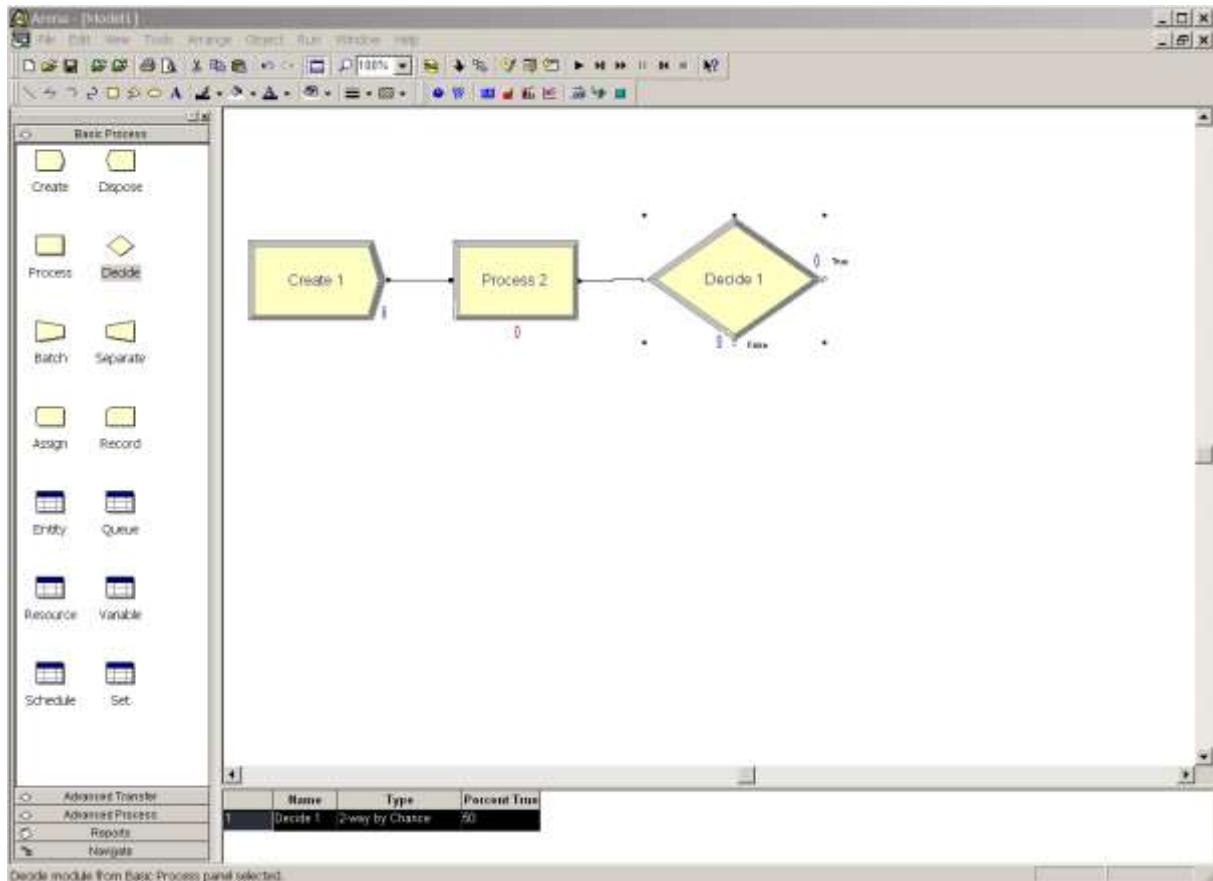 Arena - [Model1]
File Edit View Tools Arrange Object Run Window Help
100%
Basic Process
Create Dispose
Process Decide
Batch Separate
Assign Record
Entity Queue
Resource Variable
Schedule Set
Create 1
Process 2
0
Decide 1
0 True
0 False
Advanced Transfer
Advanced Process
Reports
Navigate
Name Type Percent True
1 Decide 1 2-way by Chance 50
Decide module from Basic Process panel selected.